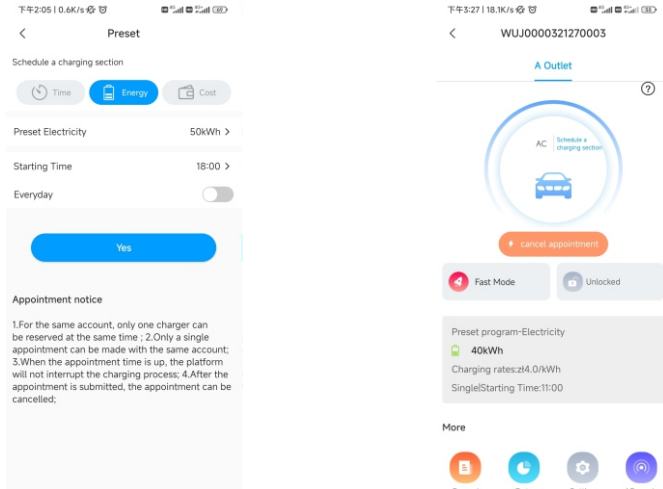 下午2:05 | 0.6K/s
Preset
Schedule a charging section
Time
Energy
Cost
Preset Electricity
50kWh >
Starting Time
18:00 >
Everyday
Yes
Appointment notice
1.For the same account, only one charger can
be reserved at the same time ; 2.Only a single
appointment can be made with the same account;
3.When the appointment time is up, the platform
will not interrupt the charging process; 4.After the
appointment is submitted, the appointment can be
cancelled;
下午3:27 | 18.1K/s
WUJ0000321270003
A Outlet
AC
Schedule a
charging section
cancel appointment
Fast Mode
Unlocked
Preset program-Electricity
40kWh
Charging rates:zł4.0/kWh
Single|Starting Time:11:00
More